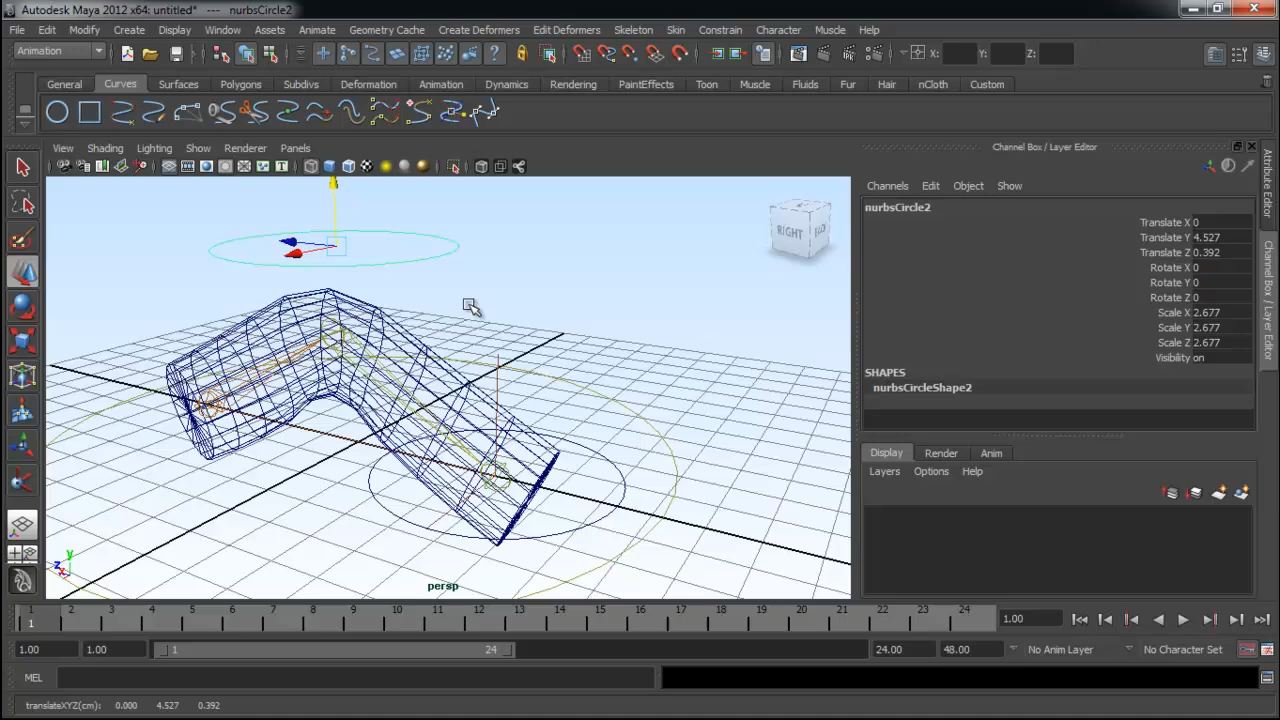 Autodesk Maya 2012 x64: untitled* --- nurbsCircle2
File Edit Modify Create Display Window Assets Animate Geometry Cache Create Deformers Edit Deformers Skeleton Skin Constrain Character Muscle Help
Animation X: Y: Z:
General Curves Surfaces Polygons Subdivs Deformation Animation Dynamics Rendering PaintEffects Toon Muscle Fluids Fur Hair nCloth Custom
View Shading Lighting Show Renderer Panels
Channel Box / Layer Editor
Channels Edit Object Show
nurbsCircle2
Translate X 0
Translate Y 4.527
Translate Z 0.392
Rotate X 0
Rotate Y 0
Rotate Z 0
Scale X 2.677
Scale Y 2.677
Scale Z 2.677
Visibility on
SHAPES
nurbsCircleShape2
Attribute Editor
Channel Box / Layer Editor
RIGHT
Display Render Anim
Layers Options Help
y
z
x
persp
1 2 3 4 5 6 7 8 9 10 11 12 13 14 15 16 17 18 19 20 21 22 23 24
1
1.00
1.00 1.00 1 24 24.00 48.00 No Anim Layer No Character Set
MEL
translateXYZ(cm): 0.000 4.527 0.392